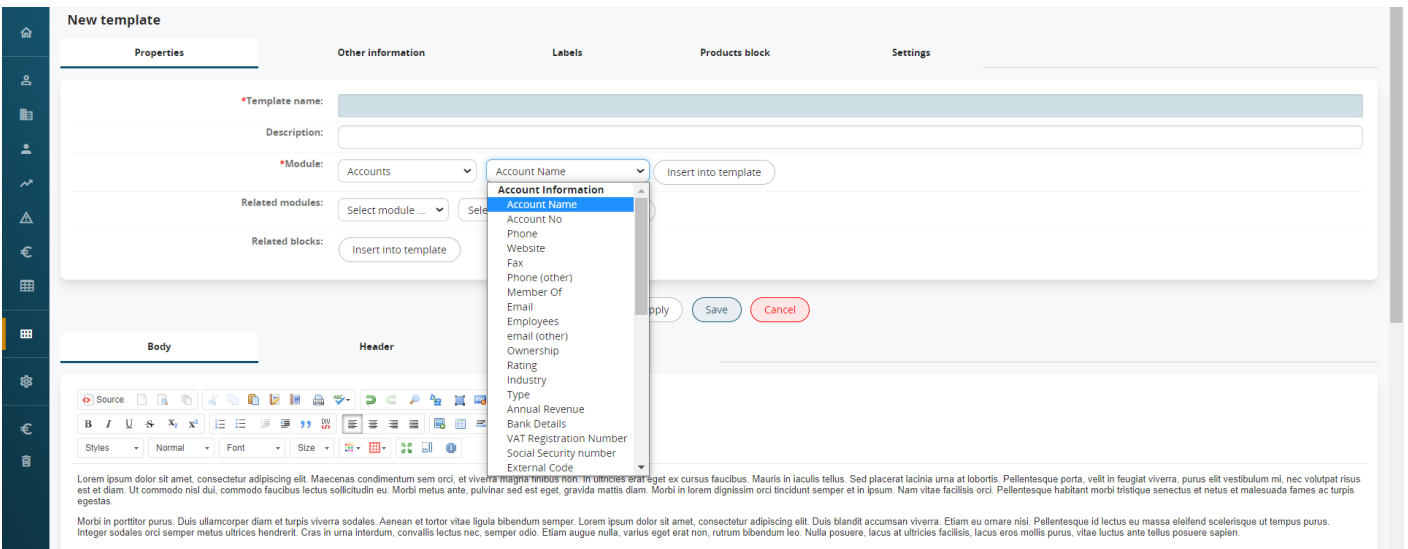 New template
Properties Other information Labels Products block Settings
*Template name:
Description:
*Module: Accounts Account Name Insert into template
Account Information
Account Name
Related modules: Select module ... Sele
Account No
Phone
Website
Related blocks: Insert into template
Fax
Phone (other)
Member Of
Email
pply Save Cancel
Employees
email (other)
Body Header
Ownership
Rating
Industry
Type
Source
Annual Revenue
Bank Details
B I U S X₂ X²
VAT Registration Number
Styles Normal Font Size
Social Security number
External Code
Lorem ipsum dolor sit amet, consectetur adipiscing elit. Maecenas condimentum sem orci, et viverra magna finibus non. In ultricies erat eget ex cursus faucibus. Mauris in iaculis tellus. Sed placerat lacinia urna at lobortis. Pellentesque porta, velit in feugiat viverra, purus elit vestibulum mi, nec volutpat risus
est et diam. Ut commodo nisl dui, commodo faucibus lectus sollicitudin eu. Morbi metus ante, pulvinar sed est eget, gravida mattis diam. Morbi in lorem dignissim orci tincidunt semper et in ipsum. Nam vitae facilisis orci. Pellentesque habitant morbi tristique senectus et netus et malesuada fames ac turpis
egestas.
Morbi in porttitor purus. Duis ullamcorper diam et turpis viverra sodales. Aenean et tortor vitae ligula bibendum semper. Lorem ipsum dolor sit amet, consectetur adipiscing elit. Duis blandit accumsan viverra. Etiam eu ornare nisi. Pellentesque id lectus eu massa eleifend scelerisque ut tempus purus.
Integer sodales orci semper metus ultrices hendrerit. Cras in urna interdum, convallis lectus nec, semper odio. Etiam augue nulla, varius eget erat non, rutrum bibendum leo. Nulla posuere, lacus at ultricies facilisis, lacus eros mollis purus, vitae luctus ante tellus posuere sapien.